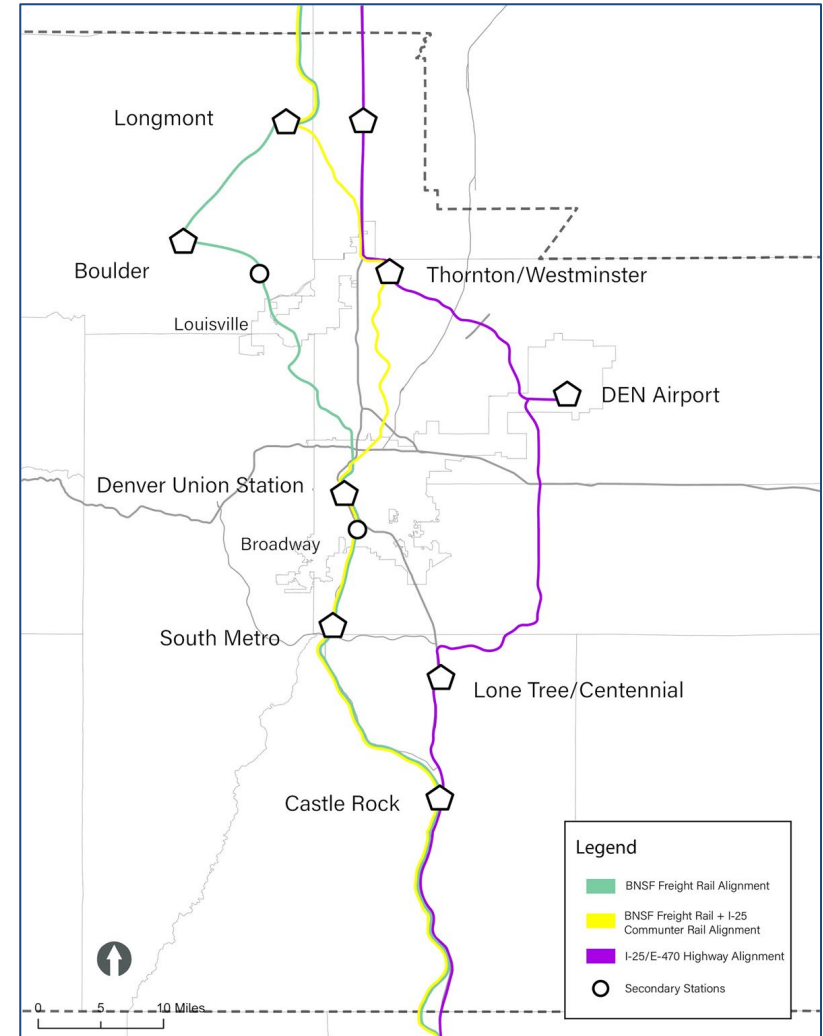 Longmont
Boulder
Thornton/Westminster
Louisville
DEN Airport
Denver Union Station
Broadway
South Metro
Lone Tree/Centennial
Castle Rock
Legend
BNSF Freight Rail Alignment
BNSF Freight Rail + I-25
Communter Rail Alignment
I-25/E-470 Highway Alignment
Secondary Stations
0 5 10 Miles